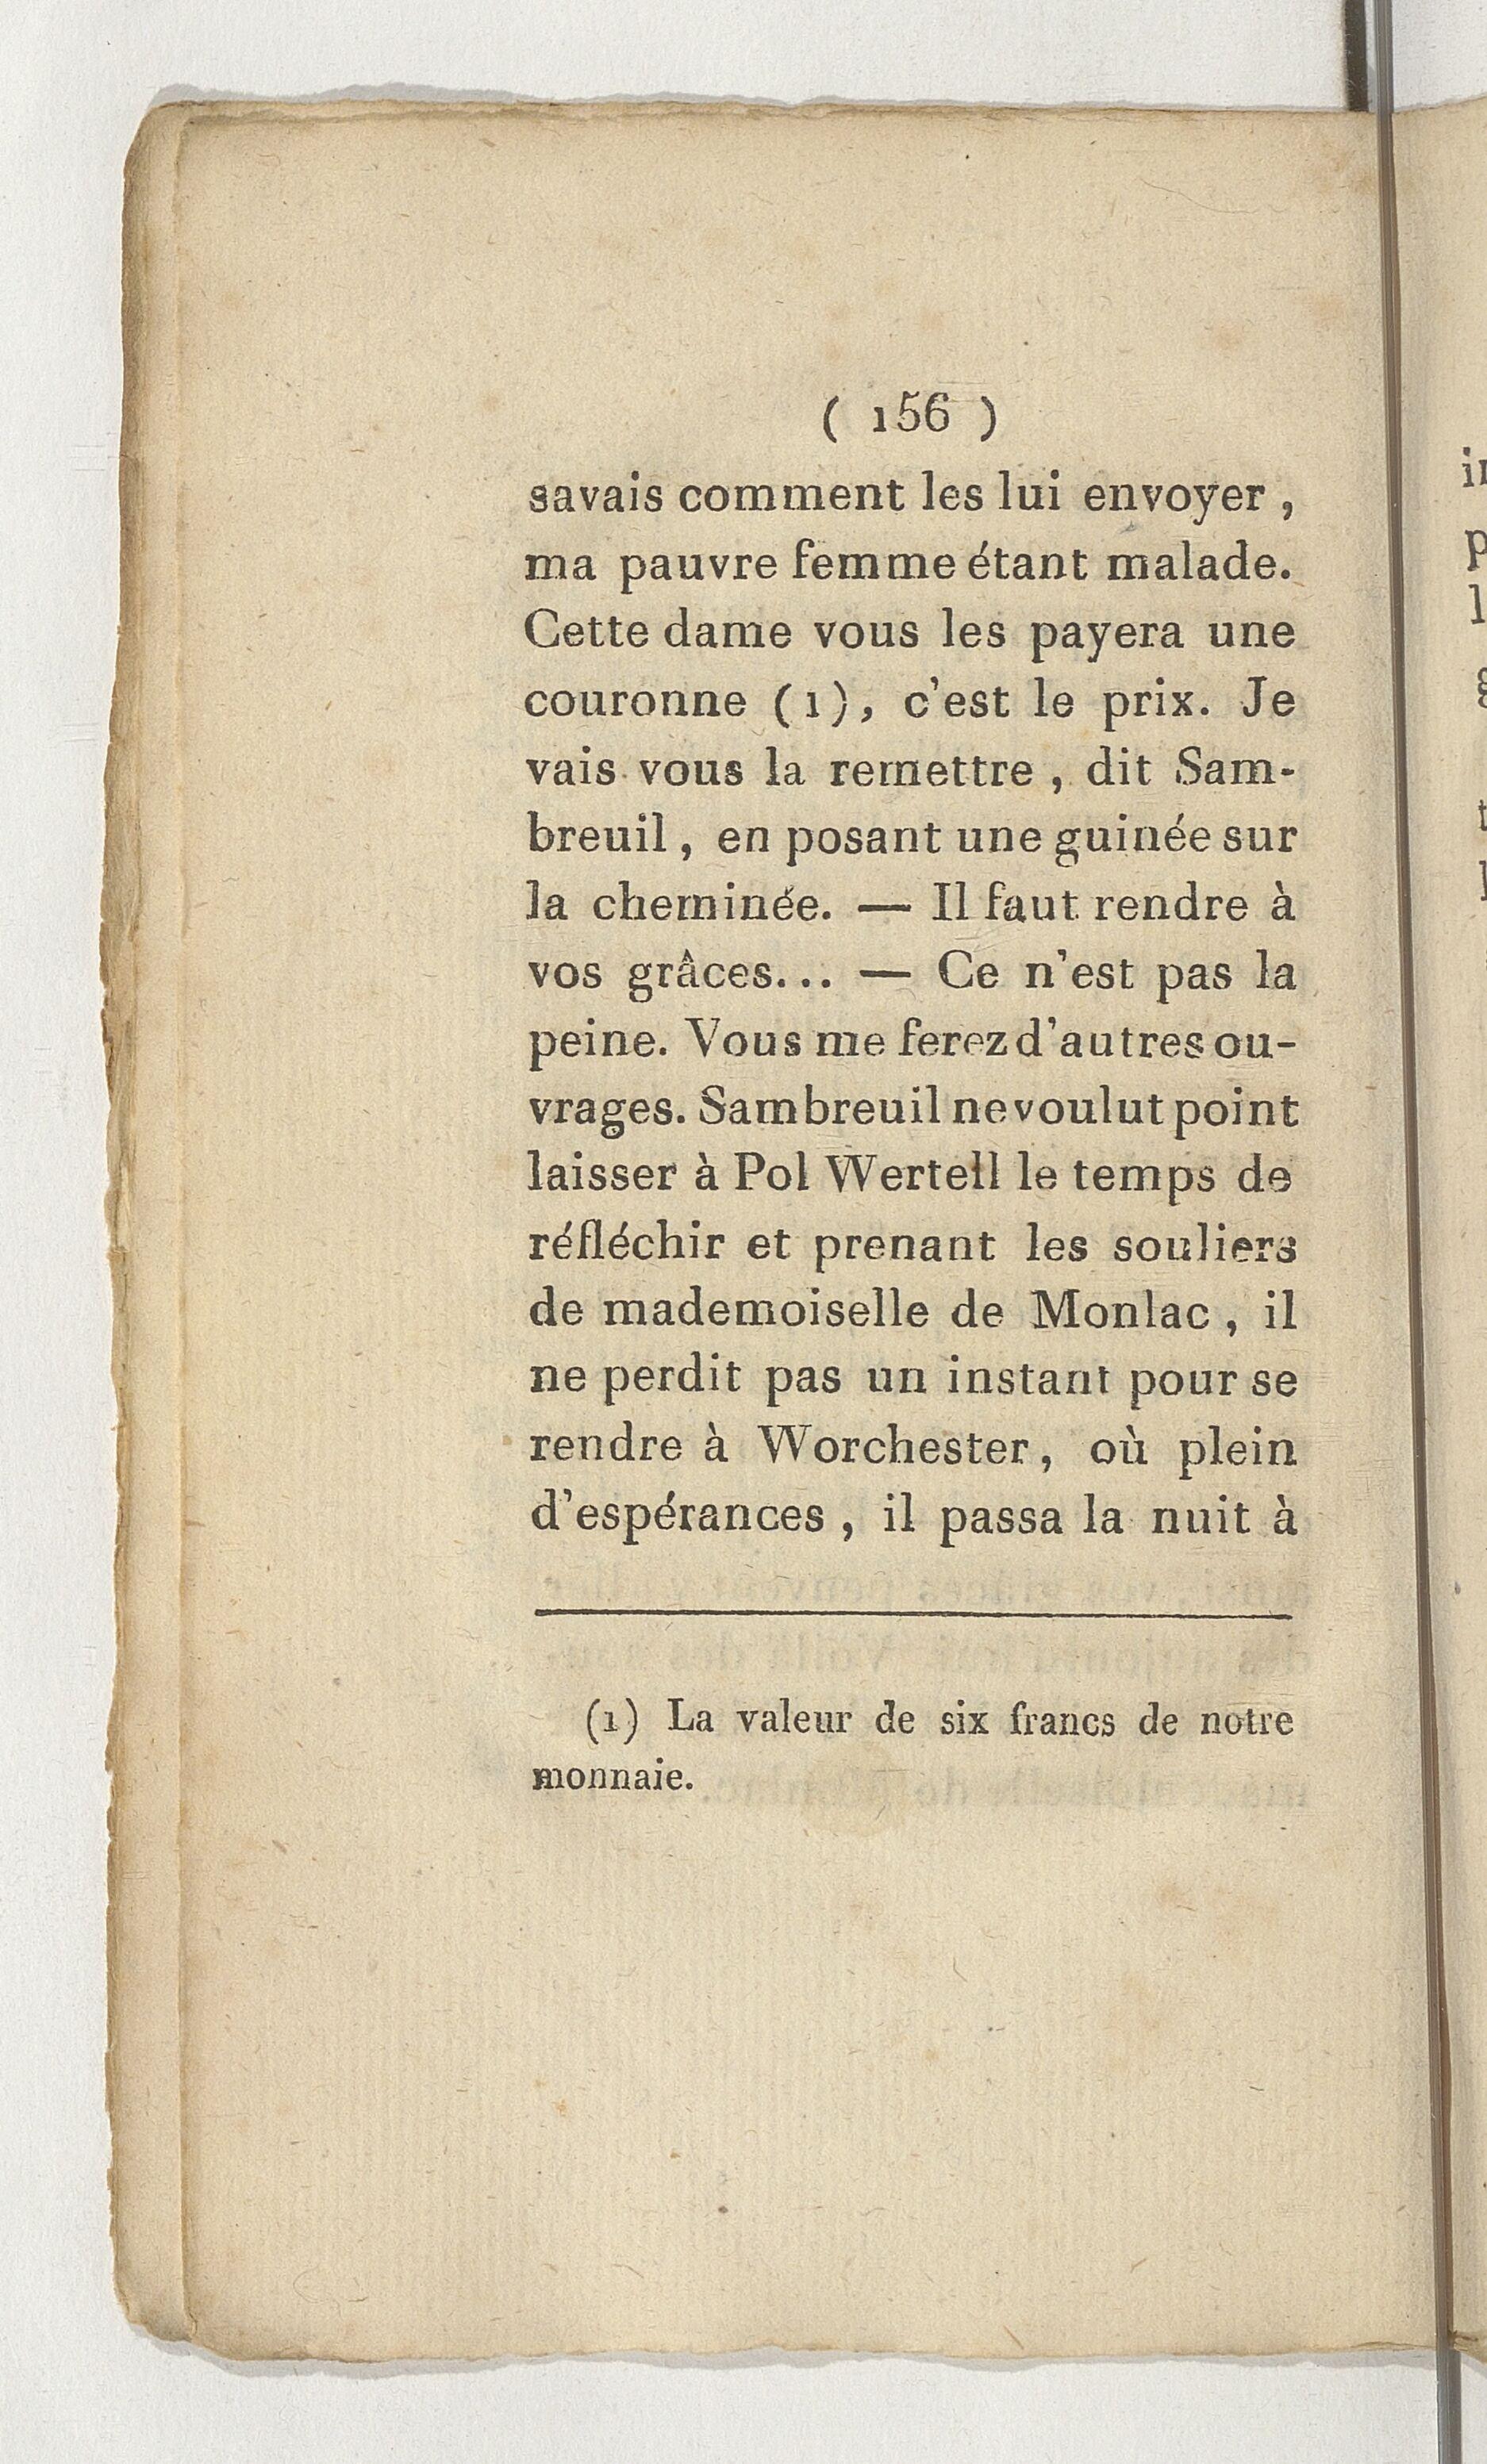 ( 156 )
savais comment les lui envoyer ,
ma pauvre femme étant malade.
Cette dame vous les payera une
couronne (1), c'est le prix. Je
vais vous la remettre , dit Sam-
breuil , en posant une guinée sur
la cheminée. — Il faut rendre à
vos grâces... — Ce n'est pas la
peine. Vous me ferez d'autres ou-
vrages. Sambreuil ne voulut point
laisser à Pol Wertell le temps de
réfléchir et prenant les souliers
de mademoiselle de Monlac , il
ne perdit pas un instant pour se
rendre à Worchester, où plein
d'espérances , il passa la nuit à
(1) La valeur de six francs de notre
monnaie.